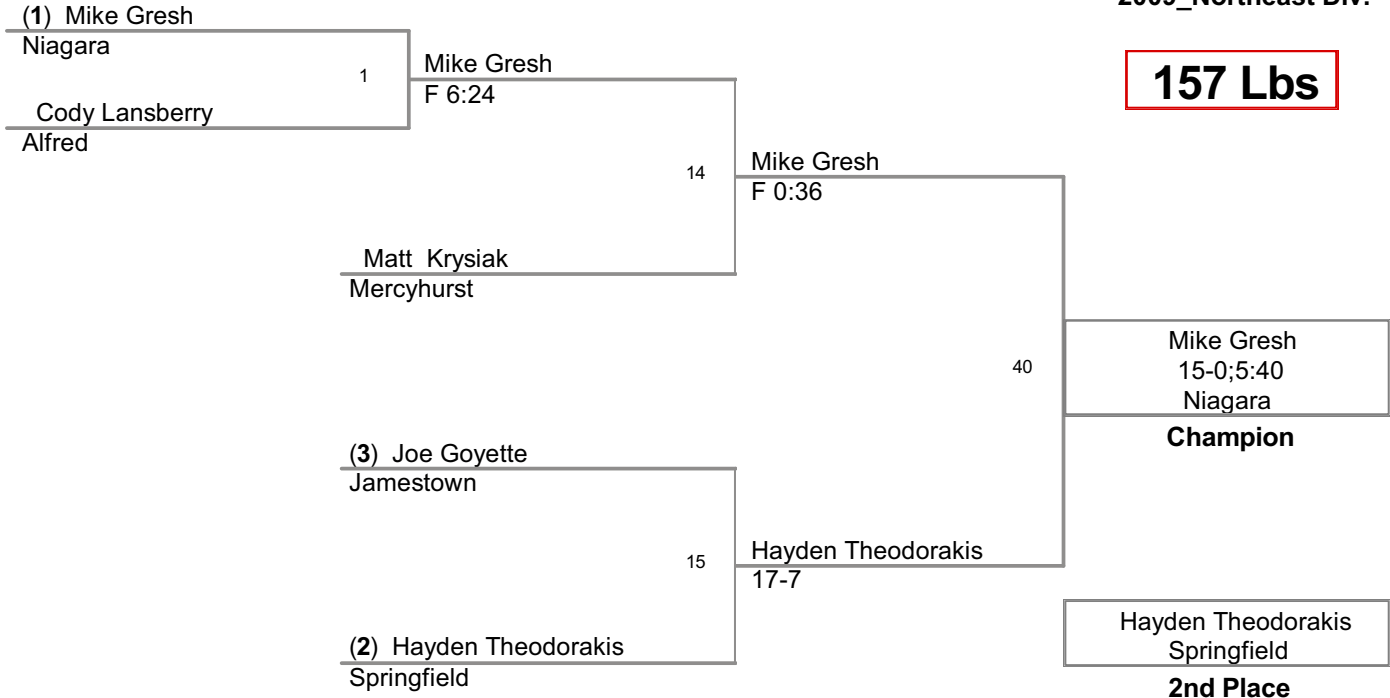 2009_Northeast Div.
157 Lbs
(1) Mike Gresh
Niagara
1
Cody Lansberry
Alfred
Mike Gresh
F 6:24
14
Matt Krysiak
Mercyhurst
Mike Gresh
F 0:36
40
(3) Joe Goyette
Jamestown
15
(2) Hayden Theodorakis
Springfield
Hayden Theodorakis
17-7
Mike Gresh
15-0;5:40
Niagara
Champion
Hayden Theodorakis
Springfield
2nd Place